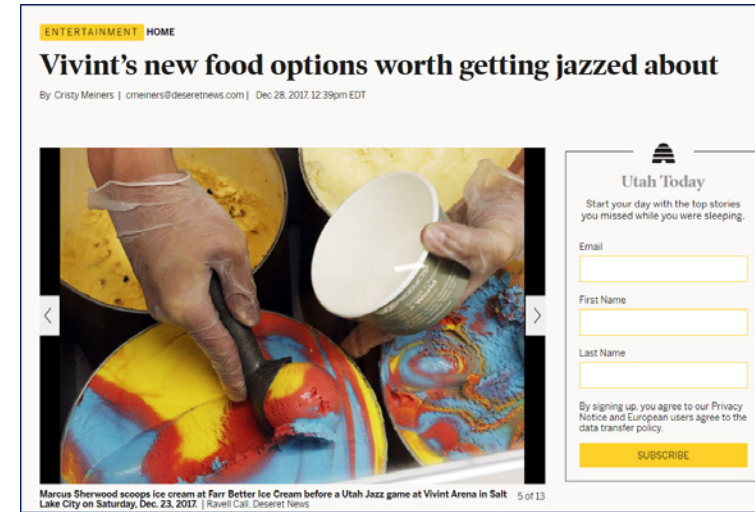 ENTERTAINMENT HOME
Vivint’s new food options worth getting jazzed about
By Cristy Meiners | cmeiners@deseretnews.com | Dec 28, 2017, 12:39pm EDT
Marcus Sherwood scoops ice cream at Farr Better Ice Cream before a Utah Jazz game at Vivint Arena in Salt
Lake City on Saturday, Dec. 23, 2017. | Ravell Call, Deseret News
5 of 13
Utah Today
Start your day with the top stories
you missed while you were sleeping.
Email
First Name
Last Name
By signing up, you agree to our Privacy
Notice and European users agree to the
data transfer policy.
SUBSCRIBE